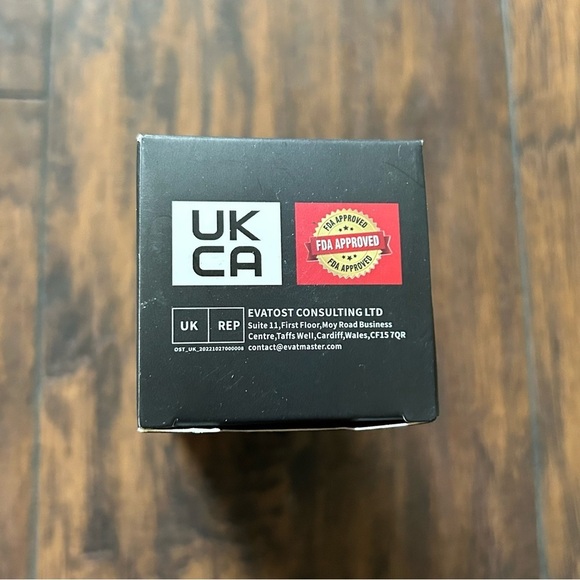 UK
CA
FDA APPROVED
FDA APPROVED
FDA APPROVED
UK REP
EVATOST CONSULTING LTD
Suite 11,First Floor,Moy Road Business
Centre,Taffs Well,Cardiff,Wales,CF15 7QR
DST_UK_20221027000008 contact@evatmaster.com